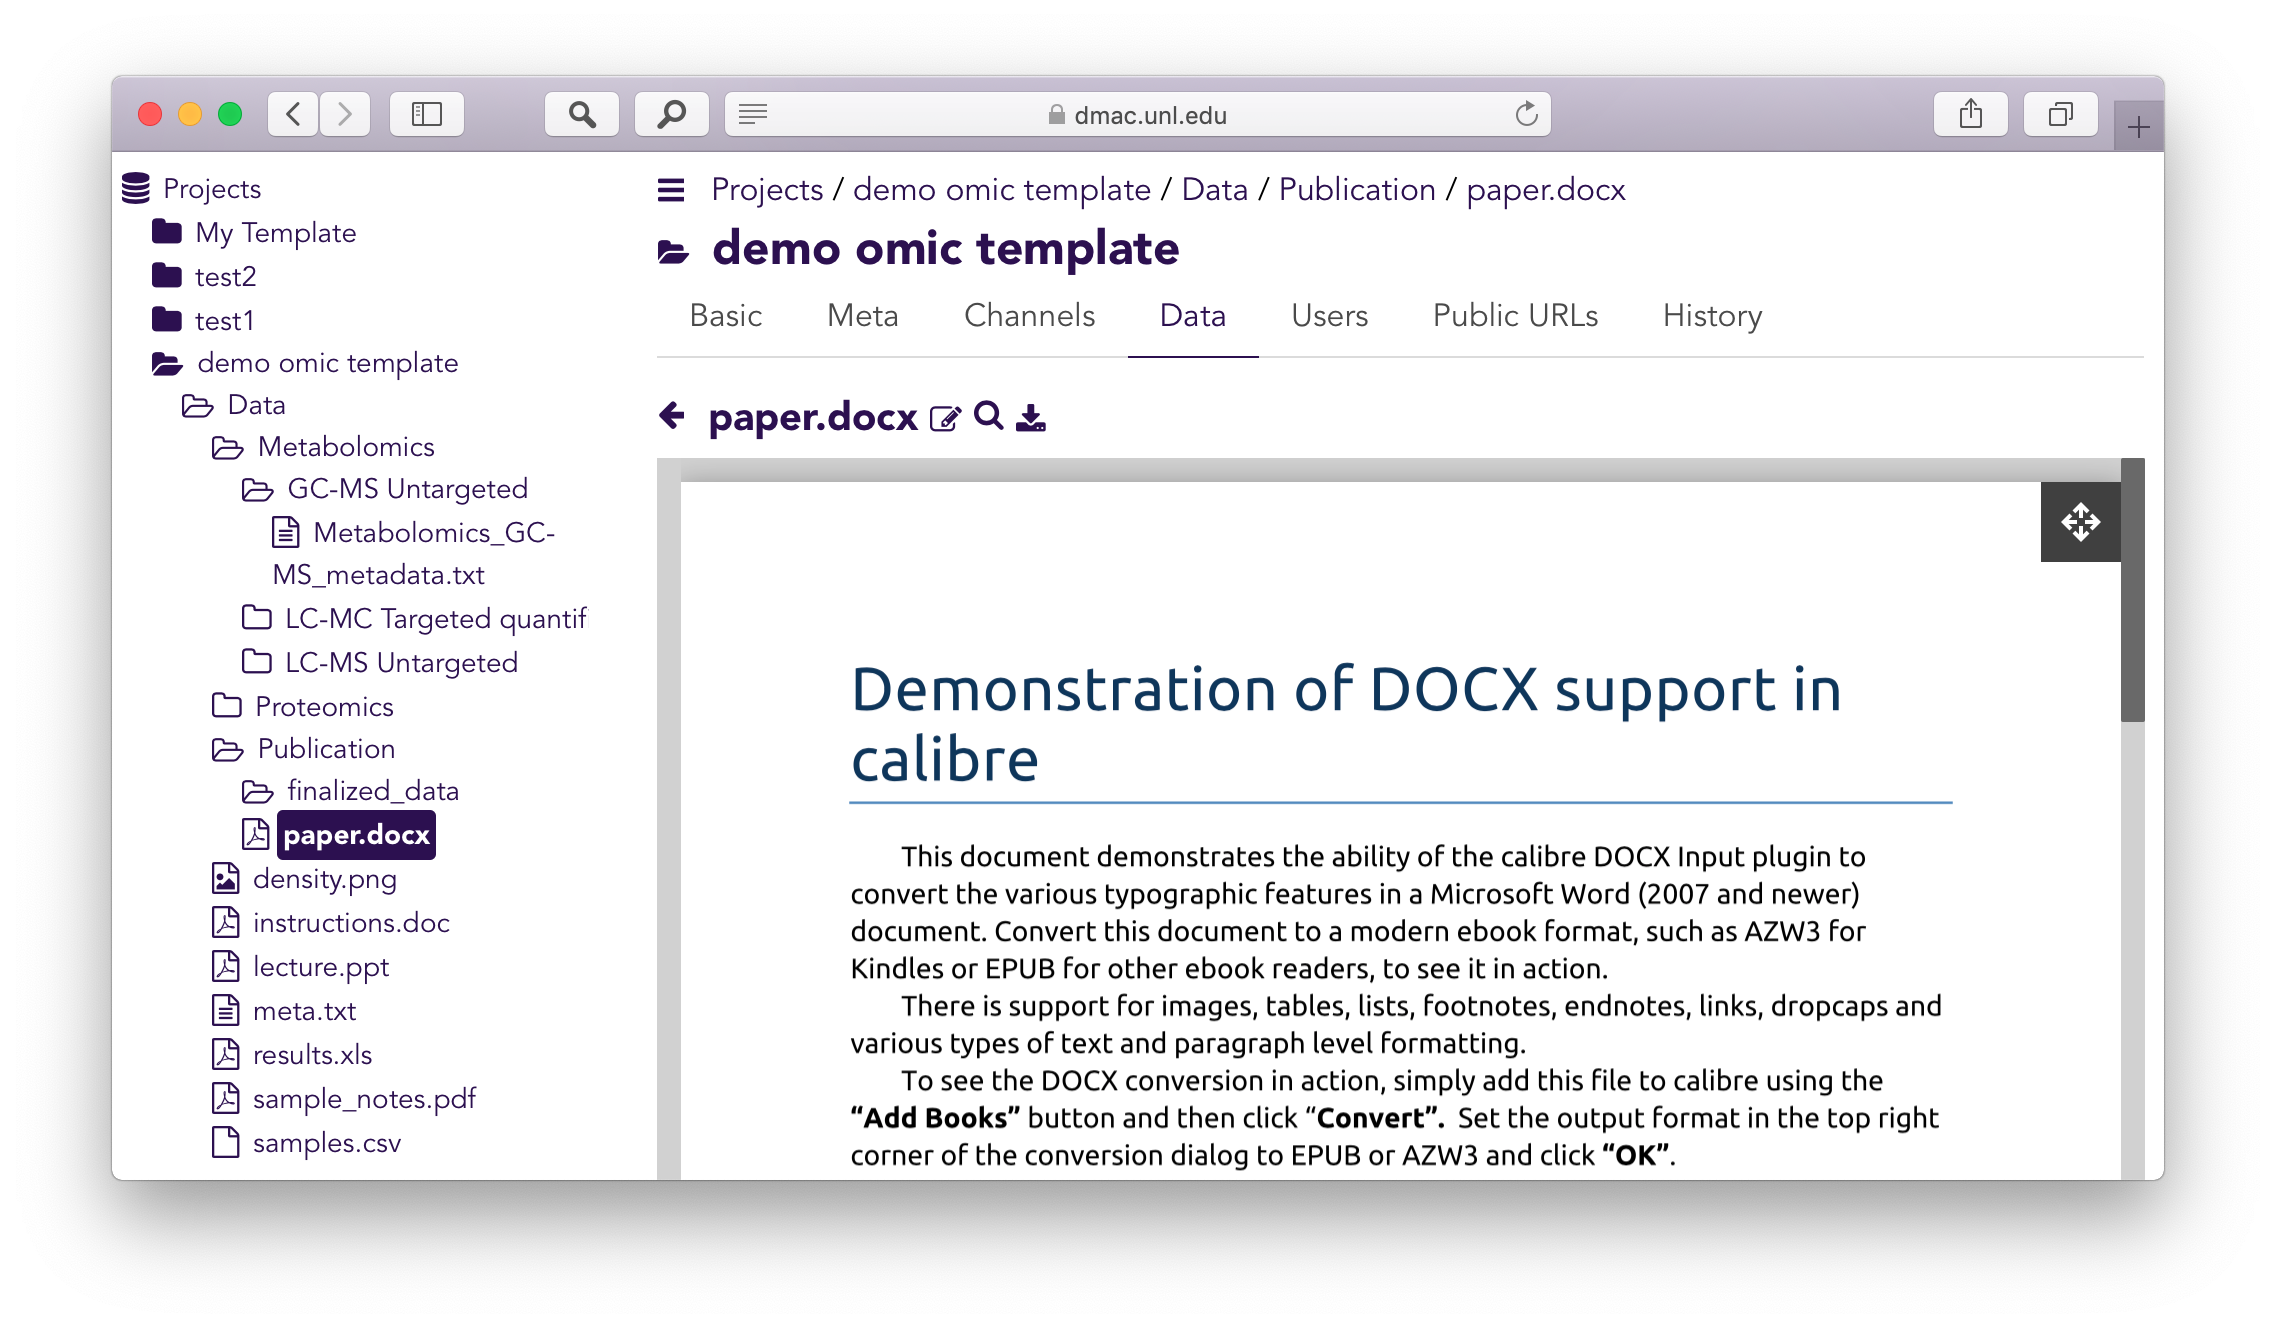 dmac.unl.edu
Projects
My Template
test2
test1
demo omic template
Data
Metabolomics
GC-MS Untargeted
Metabolomics_GC-
MS_metadata.txt
LC-MC Targeted quantif
LC-MS Untargeted
Proteomics
Publication
finalized_data
paper.docx
density.png
instructions.doc
lecture.ppt
meta.txt
results.xls
sample_notes.pdf
samples.csv
Projects / demo omic template / Data / Publication / paper.docx
demo omic template
Basic Meta Channels Data Users Public URLs History
paper.docx
Demonstration of DOCX support in
calibre
This document demonstrates the ability of the calibre DOCX Input plugin to
convert the various typographic features in a Microsoft Word (2007 and newer)
document. Convert this document to a modern ebook format, such as AZW3 for
Kindles or EPUB for other ebook readers, to see it in action.
There is support for images, tables, lists, footnotes, endnotes, links, dropcaps and
various types of text and paragraph level formatting.
To see the DOCX conversion in action, simply add this file to calibre using the
“Add Books” button and then click “Convert”. Set the output format in the top right
corner of the conversion dialog to EPUB or AZW3 and click “OK”.